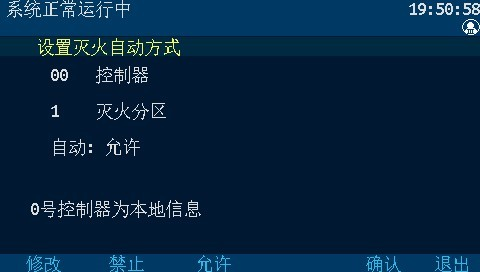 系统正常运行中 19:50:58
设置灭火自动方式
00 控制器
1 灭火分区
自动: 允许
0号控制器为本地信息
修改 禁止 允许 确认 退出